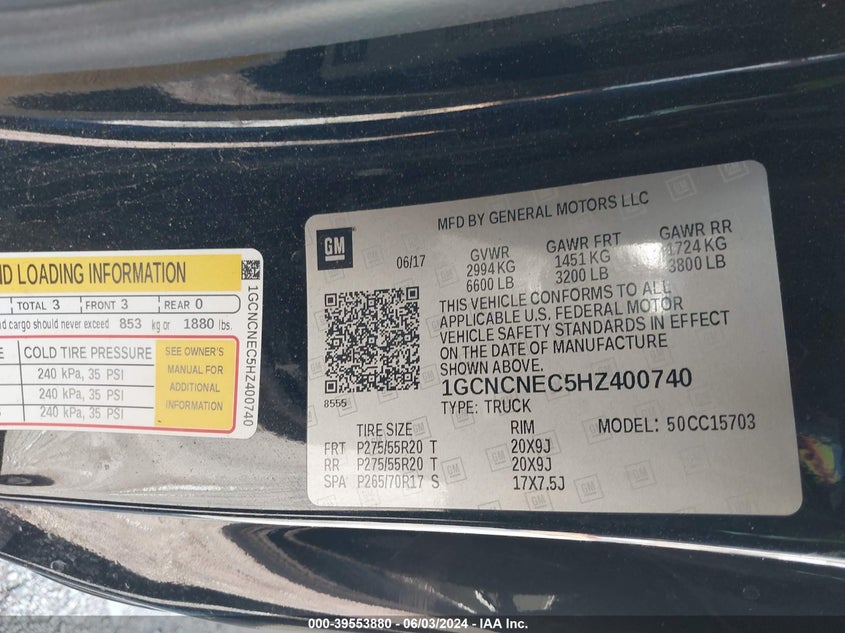 ND LOADING INFORMATION
TOTAL 3 FRONT 3 REAR 0
d cargo should never exceed 853 kg or 1880 lbs.
E COLD TIRE PRESSURE
240 kPa, 35 PSI
240 kPa, 35 PSI
240 kPa, 35 PSI
SEE OWNER'S
MANUAL FOR
ADDITIONAL
INFORMATION
1GCNCNEC5HZ400740
GM
MFD BY GENERAL MOTORS LLC
06/17 GVWR GAWR FRT GAWR RR
2994 KG 1451 KG 1724 KG
6600 LB 3200 LB 3800 LB
THIS VEHICLE CONFORMS TO ALL
APPLICABLE U.S. FEDERAL MOTOR
VEHICLE SAFETY STANDARDS IN EFFECT
ON THE DATE OF MANUFACTURE
SHOWN ABOVE.
1GCNCNEC5HZ400740
8555
TYPE: TRUCK
TIRE SIZE RIM MODEL: 50CC15703
FRT P275/55R20 T 20X9J
RR P275/55R20 T 20X9J
SPA P265/70R17 S 17X7.5J
000-39553880 - 06/03/2024 - IAA, Inc.